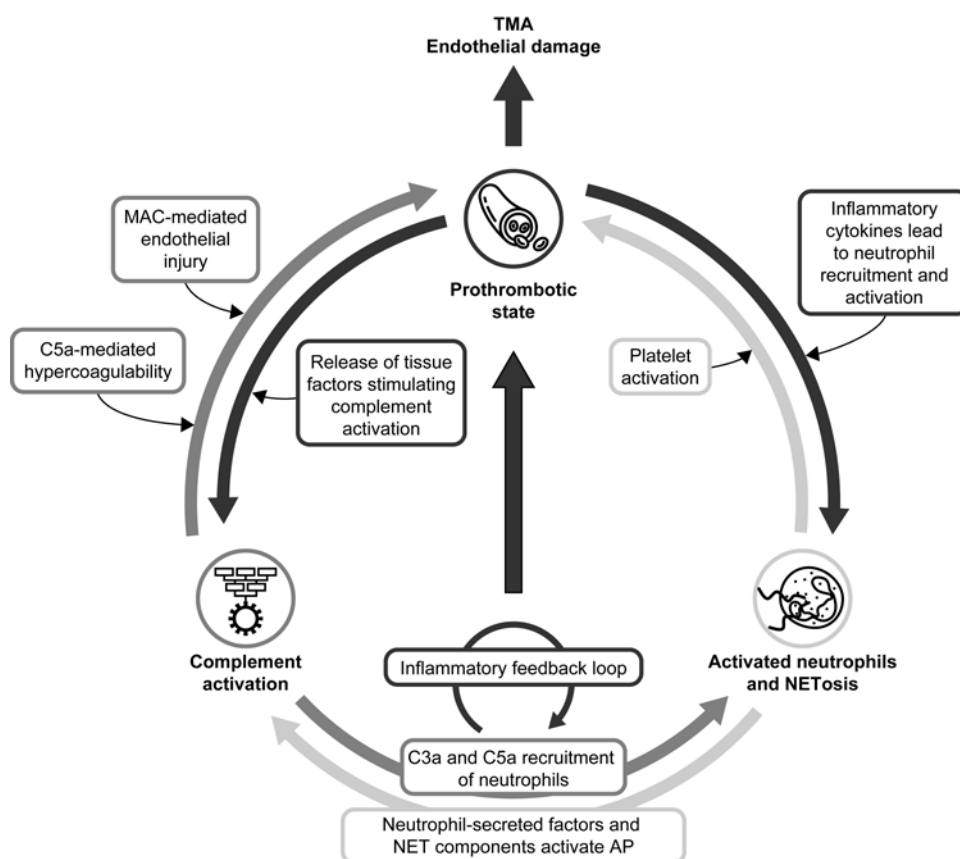 TMA
Endothelial damage
MAC-mediated
endothelial
injury
Inflammatory
cytokines lead
to neutrophil
recruitment and
activation
Prothrombotic
state
C5a-mediated
hypercoagulability
Release of tissue
factors stimulating
complement
activation
Platelet
activation
Complement
activation
Inflammatory feedback loop
Activated neutrophils
and NETosis
C3a and C5a recruitment
of neutrophils
Neutrophil-secreted factors and
NET components activate AP